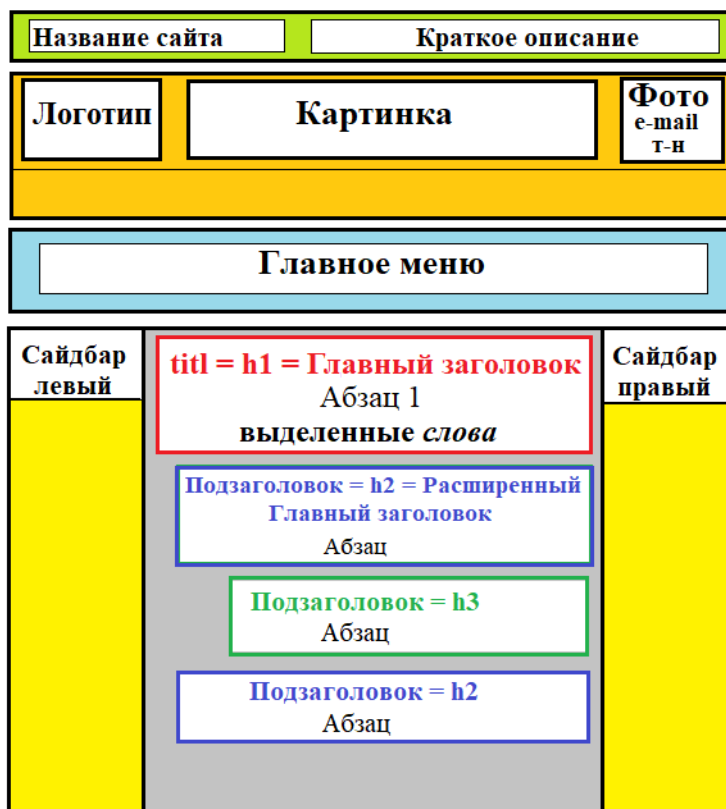 Название сайта
Краткое описание
Логотип
Картинка
Фото
e-mail
т-н
Главное меню
Сайдбар
левый
titl = h1 = Главный заголовок
Абзац 1
выделенные слова
Подзаголовок = h2 = Расширенный
Главный заголовок
Абзац
Подзаголовок = h3
Абзац
Подзаголовок = h2
Абзац
Сайдбар
правый